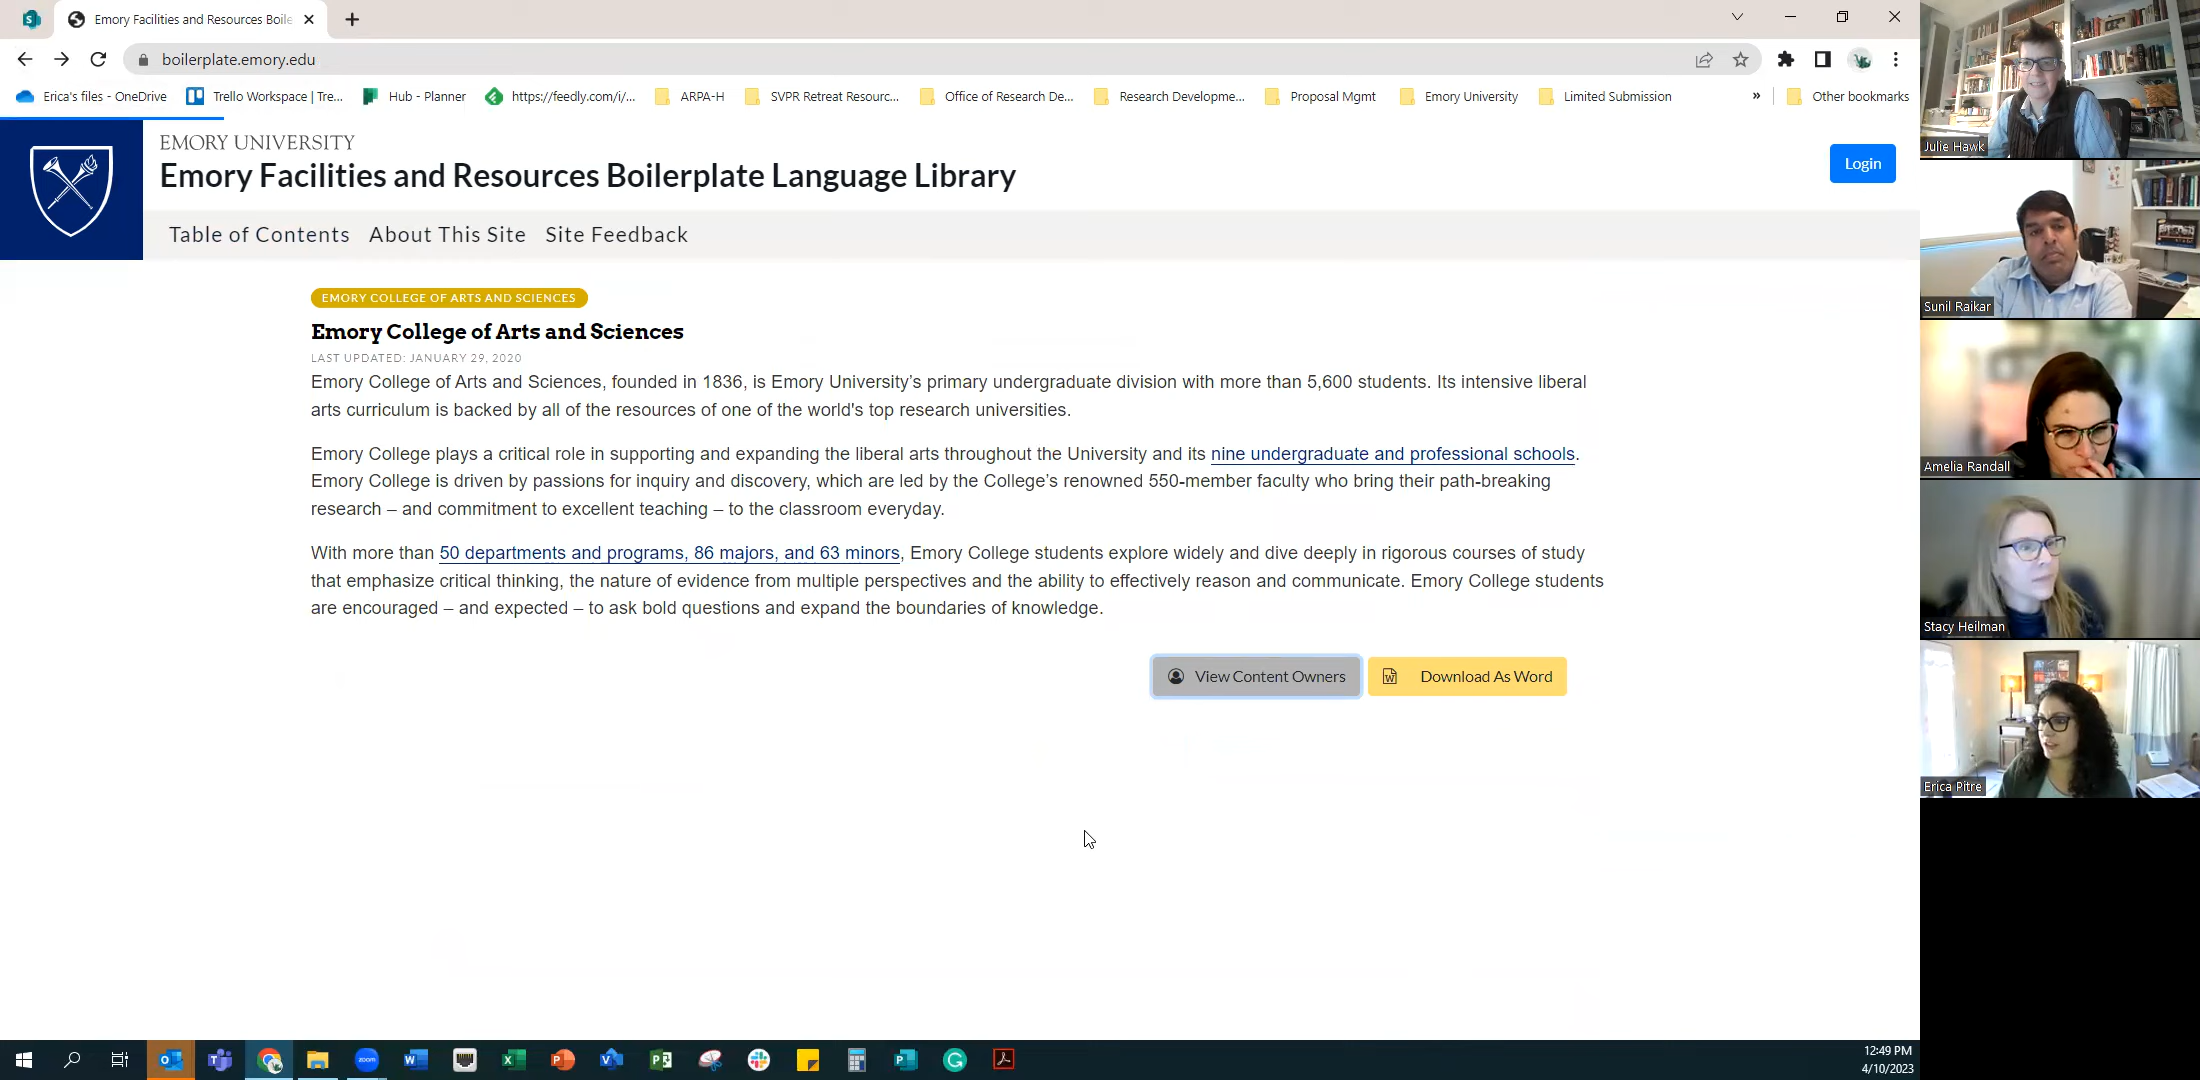 Emory Facilities and Resources Boile
boilerplate.emory.edu
Erica's files - OneDrive
Trello Workspace | Tre...
Hub - Planner
https://feedly.com/i/...
ARPA-H
SVPR Retreat Resourc...
Office of Research De...
Research Developme...
Proposal Mgmt
Emory University
Limited Submission
»
Other bookmarks
EMORY UNIVERSITY
Emory Facilities and Resources Boilerplate Language Library
Login
Table of Contents
About This Site
Site Feedback
EMORY COLLEGE OF ARTS AND SCIENCES
Emory College of Arts and Sciences
LAST UPDATED: JANUARY 29, 2020
Emory College of Arts and Sciences, founded in 1836, is Emory University’s primary undergraduate division with more than 5,600 students. Its intensive liberal
arts curriculum is backed by all of the resources of one of the world's top research universities.
Emory College plays a critical role in supporting and expanding the liberal arts throughout the University and its nine undergraduate and professional schools.
Emory College is driven by passions for inquiry and discovery, which are led by the College’s renowned 550-member faculty who bring their path-breaking
research – and commitment to excellent teaching – to the classroom everyday.
With more than 50 departments and programs, 86 majors, and 63 minors, Emory College students explore widely and dive deeply in rigorous courses of study
that emphasize critical thinking, the nature of evidence from multiple perspectives and the ability to effectively reason and communicate. Emory College students
are encouraged – and expected – to ask bold questions and expand the boundaries of knowledge.
View Content Owners
Download As Word
Julie Hawk
Sunil Raikar
Amelia Randall
Stacy Heilman
Erica Pitre
zoom
12:49 PM
4/10/2023